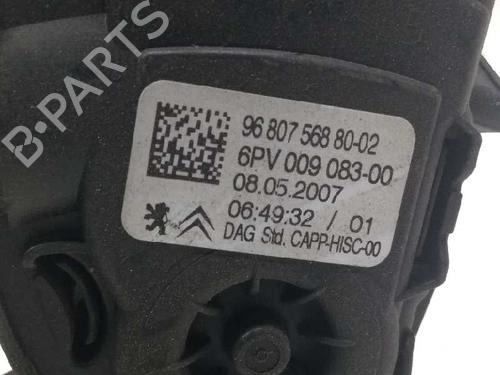 B-PARTS
96 807 568 80-02
6PV 009 083-00
08.05.2007
06:49:32 / 01
DAG Std. CAPP-HISC-00